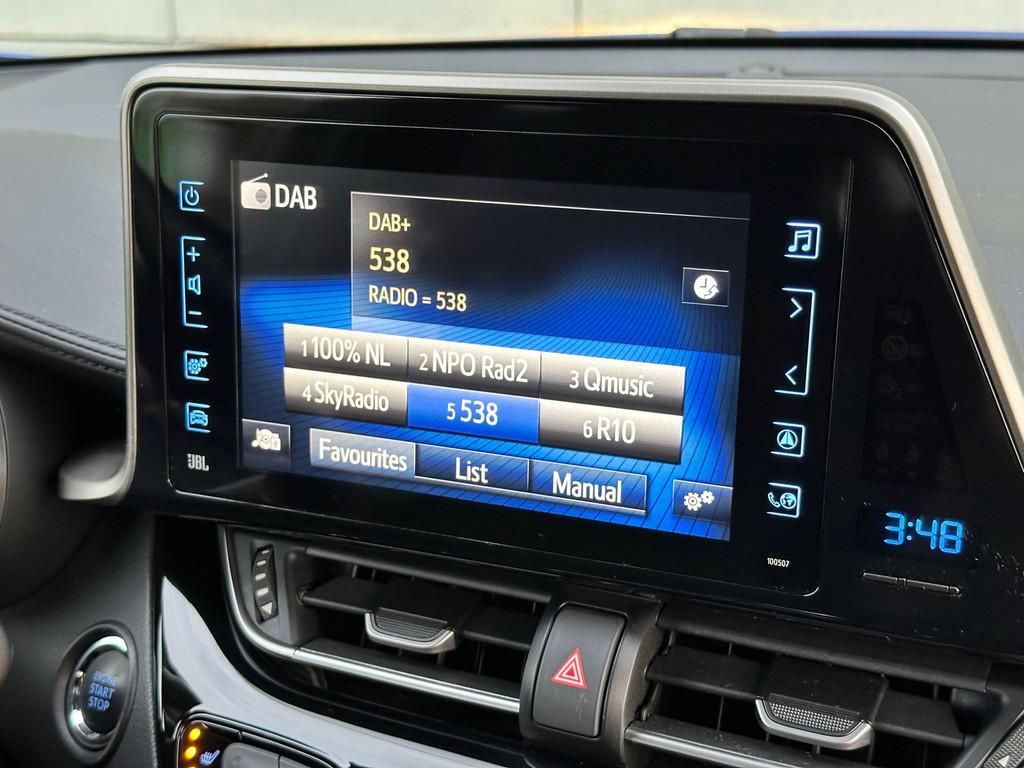 DAB
DAB+
538
RADIO = 538
1 100% NL
2 NPO Rad2
3 Qmusic
4 SkyRadio
5 538
6 R10
Favourites
List
Manual
JBL
100507
3:48
ENGINE
START
STOP